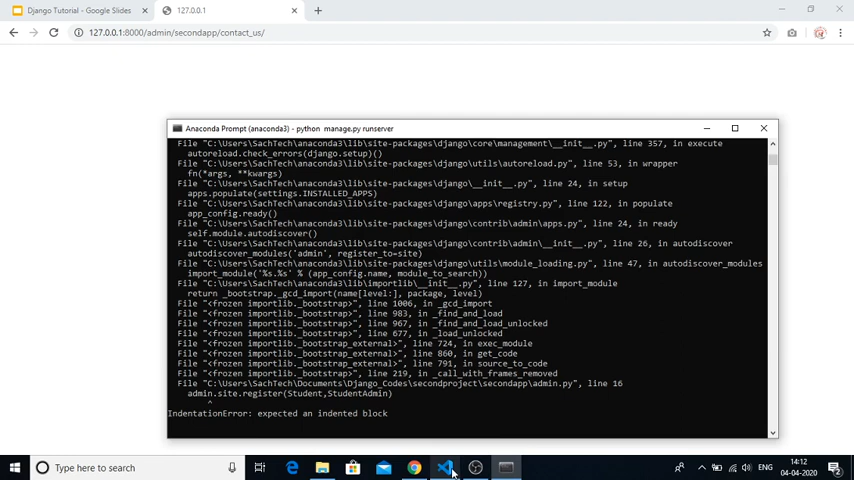 Django Tutorial - Google Slides
127.0.0.1
127.0.0.1:8000/admin/secondapp/contact_us/
Anaconda Prompt (anaconda3) - python  manage.py runserver
File "C:\Users\SachTech\anaconda3\lib\site-packages\django\core\management\__init__.py", line 357, in execute
autoreload.check_errors(django.setup)()
File "C:\Users\SachTech\anaconda3\lib\site-packages\django\utils\autoreload.py", line 53, in wrapper
fn(*args, **kwargs)
File "C:\Users\SachTech\anaconda3\lib\site-packages\django\__init__.py", line 24, in setup
apps.populate(settings.INSTALLED_APPS)
File "C:\Users\SachTech\anaconda3\lib\site-packages\django\apps\registry.py", line 122, in populate
app_config.ready()
File "C:\Users\SachTech\anaconda3\lib\site-packages\django\contrib\admin\apps.py", line 24, in ready
self.module.autodiscover()
File "C:\Users\SachTech\anaconda3\lib\site-packages\django\contrib\admin\__init__.py", line 26, in autodiscover
autodiscover_modules('admin', register_to=site)
File "C:\Users\SachTech\anaconda3\lib\site-packages\django\utils\module_loading.py", line 47, in autodiscover_modules
import_module('%s.%s' % (app_config.name, module_to_search))
File "C:\Users\SachTech\anaconda3\lib\importlib\__init__.py", line 127, in import_module
return _bootstrap._gcd_import(name[level:], package, level)
File "<frozen importlib._bootstrap>", line 1006, in _gcd_import
File "<frozen importlib._bootstrap>", line 983, in _find_and_load
File "<frozen importlib._bootstrap>", line 967, in _find_and_load_unlocked
File "<frozen importlib._bootstrap>", line 677, in _load_unlocked
File "<frozen importlib._bootstrap_external>", line 724, in exec_module
File "<frozen importlib._bootstrap_external>", line 860, in get_code
File "<frozen importlib._bootstrap_external>", line 791, in source_to_code
File "<frozen importlib._bootstrap>", line 219, in _call_with_frames_removed
File "C:\Users\SachTech\Documents\Django_Codes\secondproject\secondapp\admin.py", line 16
admin.site.register(Student,StudentAdmin)
^
IndentationError: expected an indented block
Type here to search
ENG
14:12
04-04-2020
2